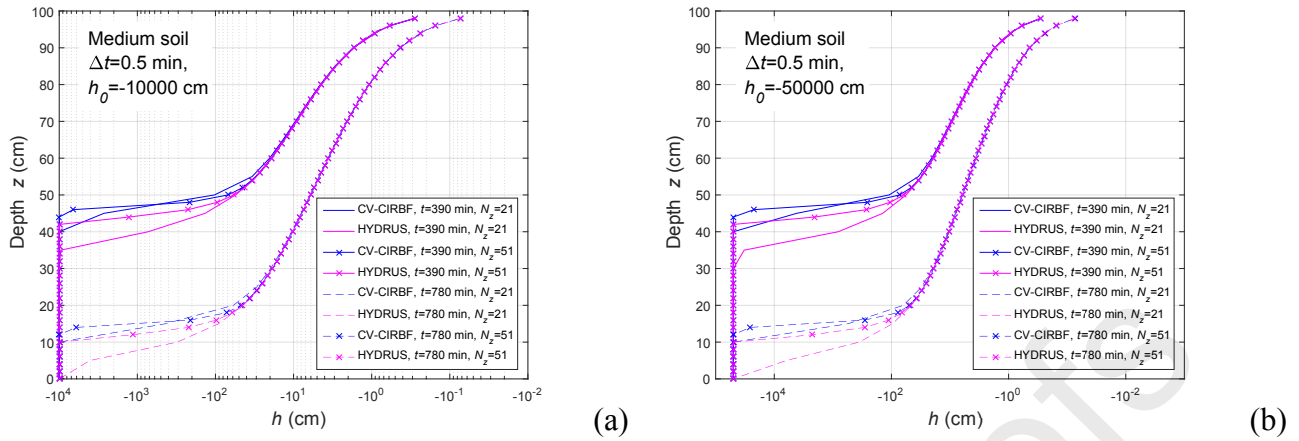 100
90
80
70
60
50
40
30
20
10
0
Depth z (cm)
Medium soil
Δt=0.5 min,
h0=-10000 cm
CV-CIRBF, t=390 min, Nz=21
HYDRUS, t=390 min, Nz=21
CV-CIRBF, t=390 min, Nz=51
HYDRUS, t=390 min, Nz=51
CV-CIRBF, t=780 min, Nz=21
HYDRUS, t=780 min, Nz=21
CV-CIRBF, t=780 min, Nz=51
HYDRUS, t=780 min, Nz=51
-10^4 -10^3 -10^2 -10^1 -10^0 -10^-1 -10^-2
h (cm)
(a)
100
90
80
70
60
50
40
30
20
10
0
Depth z (cm)
Medium soil
Δt=0.5 min,
h0=-50000 cm
CV-CIRBF, t=390 min, Nz=21
HYDRUS, t=390 min, Nz=21
CV-CIRBF, t=390 min, Nz=51
HYDRUS, t=390 min, Nz=51
CV-CIRBF, t=780 min, Nz=21
HYDRUS, t=780 min, Nz=21
CV-CIRBF, t=780 min, Nz=51
HYDRUS, t=780 min, Nz=51
-10^4 -10^2 -10^0 -10^-2
h (cm)
(b)